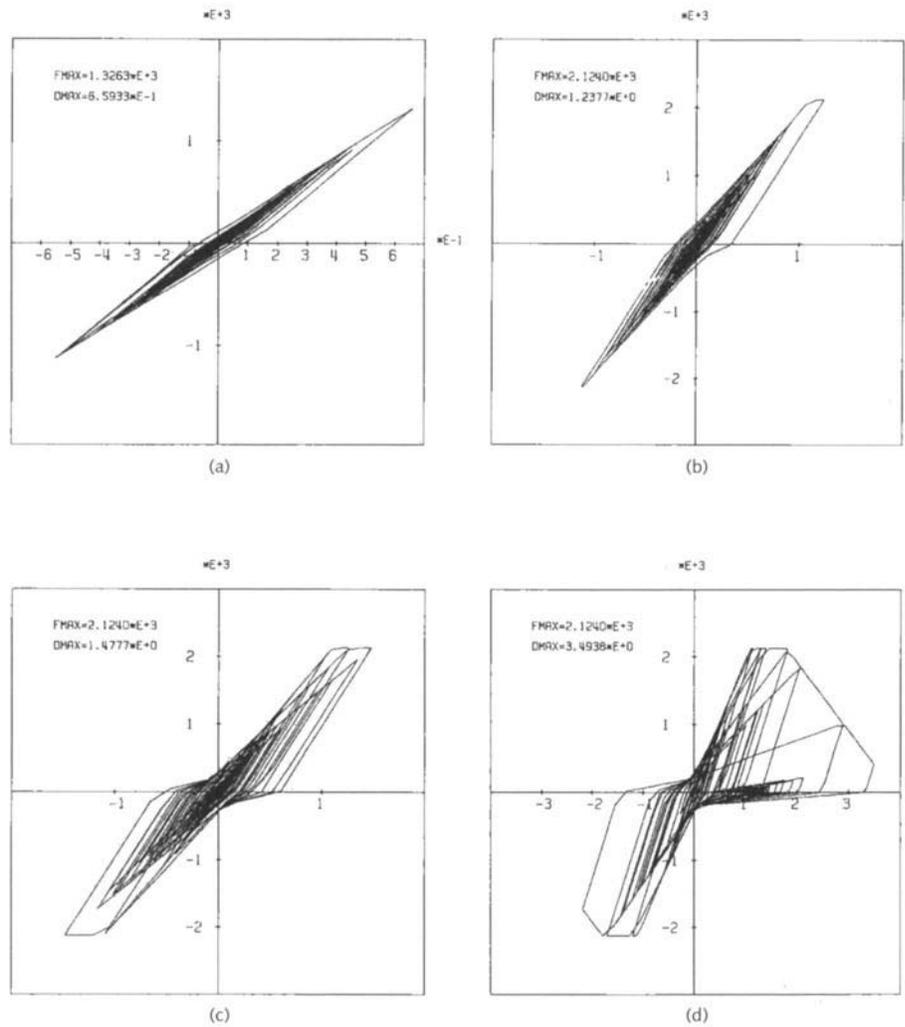 *E+3
FMAX=1.3263*E+3
DMAX=6.5933*E-1
1
*E-1
-6 -5 -4 -3 -2 -1 1 2 3 4 5 6
-1
(a)
*E+3
FMAX=2.1240*E+3
DMAX=1.2377*E+0
2
1
-1 1
-1
-2
(b)
*E+3
FMAX=2.1240*E+3
DMAX=1.4777*E+0
2
1
-1 1
-1
-2
(c)
*E+3
FMAX=2.1240*E+3
DMAX=3.4938*E+0
2
1
-3 -2 -1 1 2 3
-1
-2
(d)